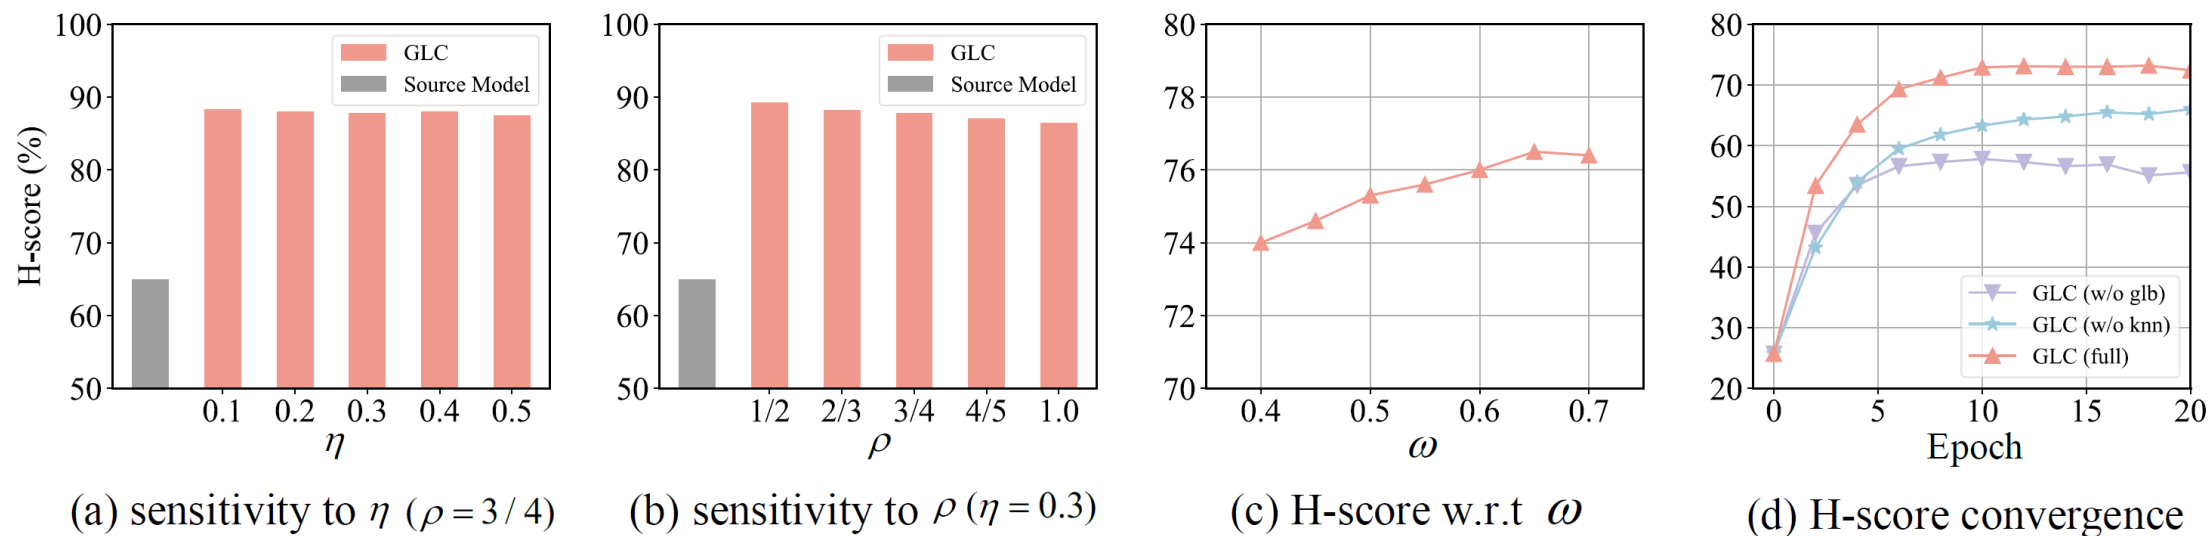 H-score (%)
100
90
80
70
60
50
GLC
Source Model
0.1 0.2 0.3 0.4 0.5
η
(a) sensitivity to η (ρ = 3 / 4)
100
90
80
70
60
50
GLC
Source Model
1/2 2/3 3/4 4/5 1.0
ρ
(b) sensitivity to ρ (η = 0.3)
80
78
76
74
72
70
0.4 0.5 0.6 0.7
ω
(c) H-score w.r.t ω
80
70
60
50
40
30
20
GLC (w/o glb)
GLC (w/o knn)
GLC (full)
0 5 10 15 20
Epoch
(d) H-score convergence